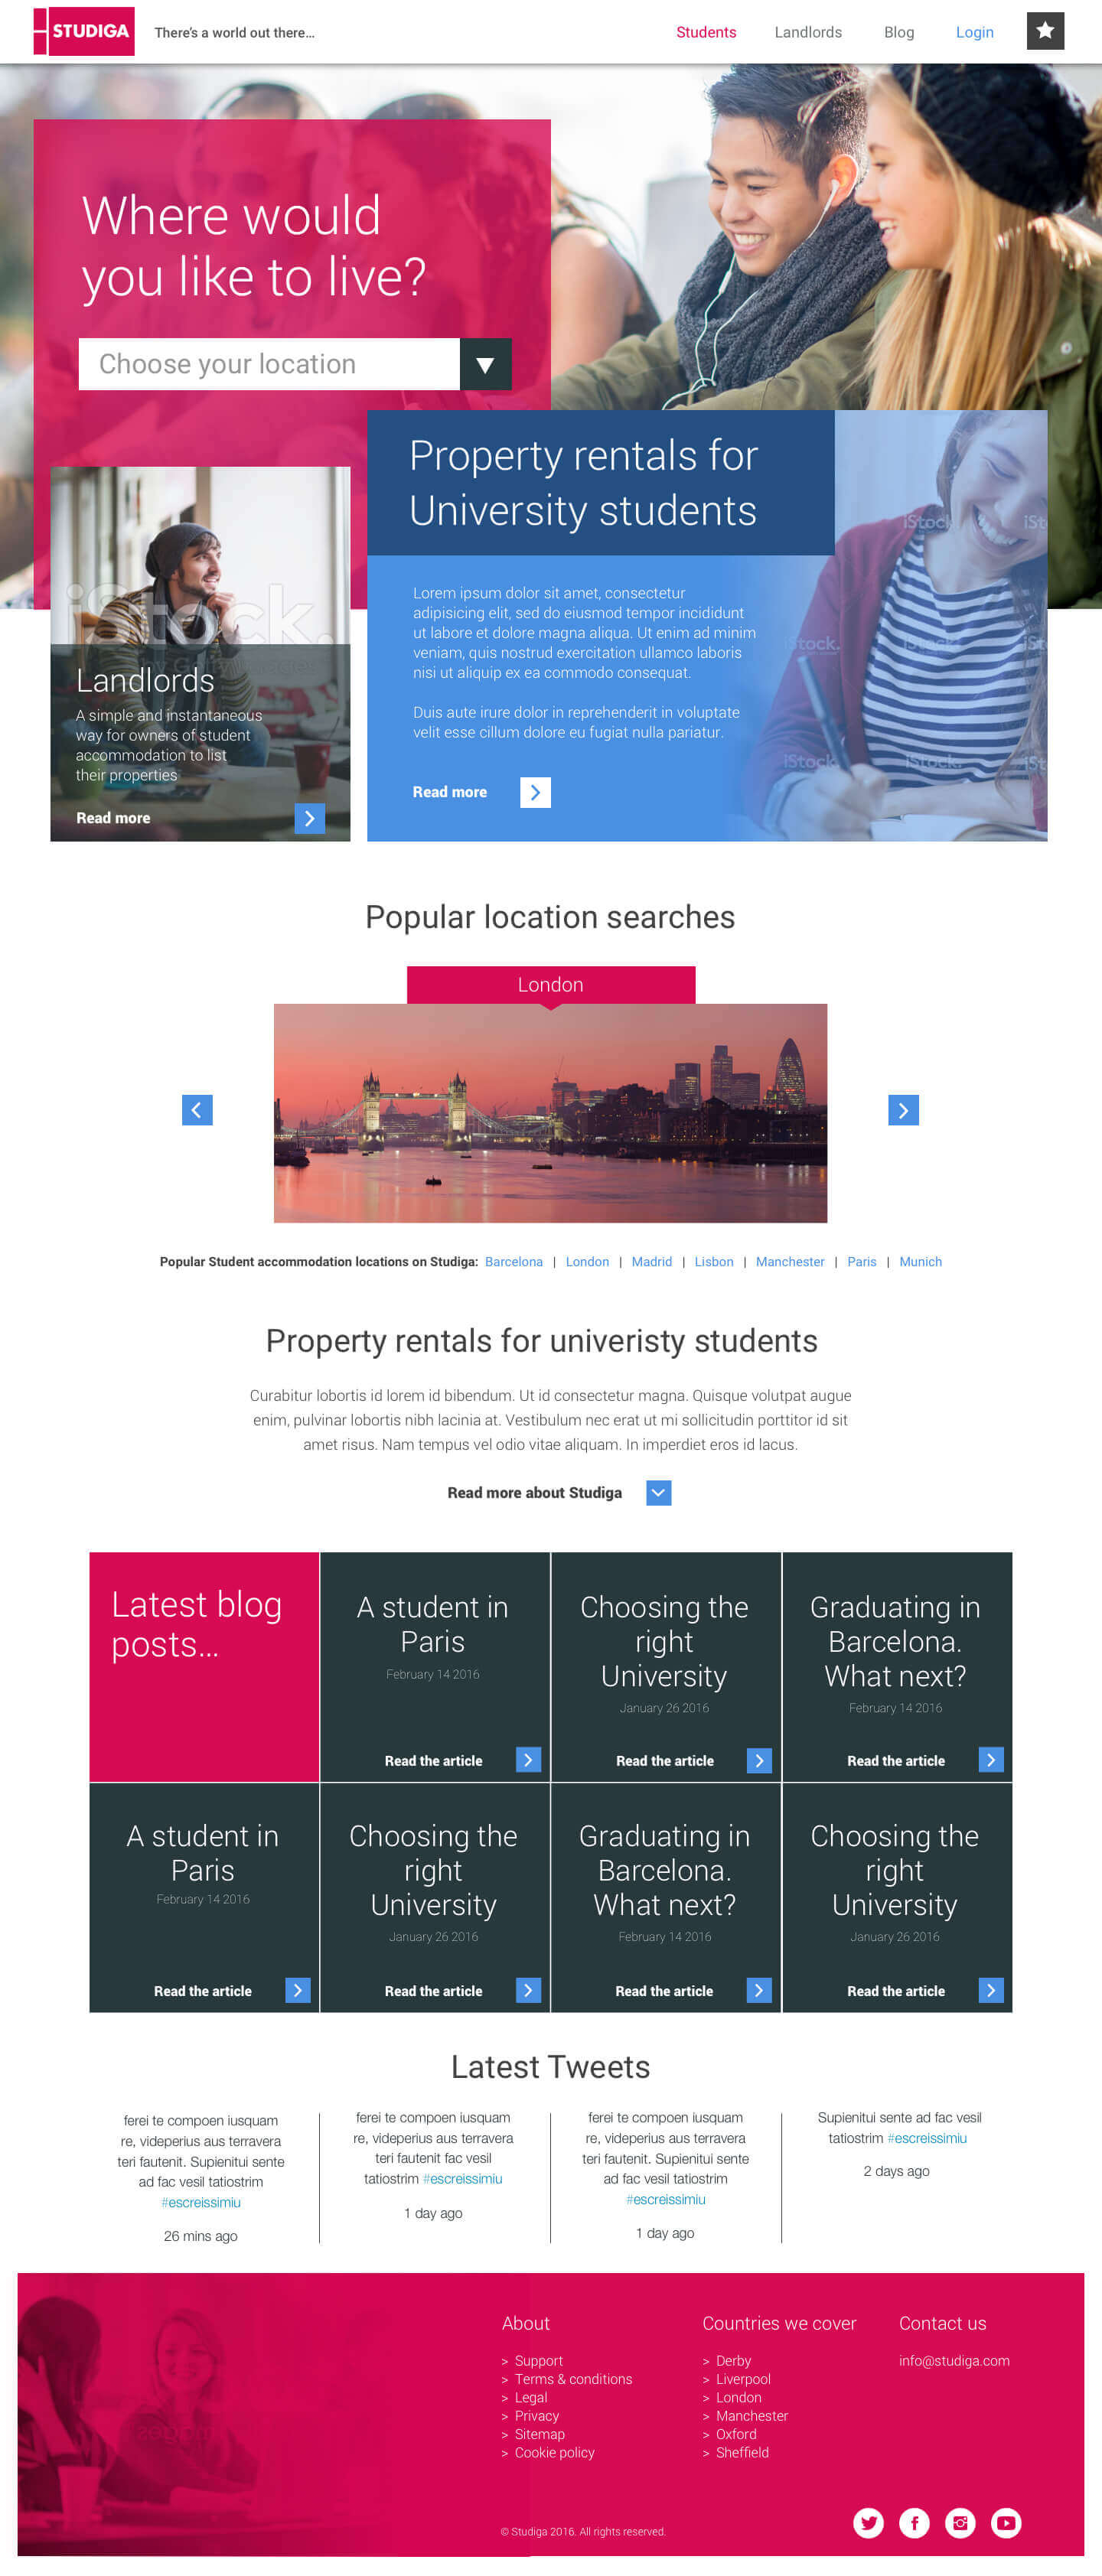 STUDIGA
There's a world out there...
Students
Landlords
Blog
Login
Where would
you like to live?
Choose your location
Property rentals for
University students
iStock.
Lorem ipsum dolor sit amet, consectetur
adipisicing elit, sed do eiusmod tempor incididunt
ut labore et dolore magna aliqua. Ut enim ad minim
veniam, quis nostrud exercitation ullamco laboris
nisi ut aliquip ex ea commodo consequat.
Duis aute irure dolor in reprehenderit in voluptate
velit esse cillum dolore eu fugiat nulla pariatur.
Read more
iStock.
Landlords
A simple and instantaneous
way for owners of student
accommodation to list
their properties
Read more
Popular location searches
London
Popular Student accommodation locations on Studiga: Barcelona | London | Madrid | Lisbon | Manchester | Paris | Munich
Property rentals for univeristy students
Curabitur lobortis id lorem id bibendum. Ut id consectetur magna. Quisque volutpat augue
enim, pulvinar lobortis nibh lacinia at. Vestibulum nec erat ut mi sollicitudin porttitor id sit
amet risus. Nam tempus vel odio vitae aliquam. In imperdiet eros id lacus.
Read more about Studiga
Latest blog
posts...
A student in
Paris
February 14 2016
Read the article
Choosing the
right
University
January 26 2016
Read the article
Graduating in
Barcelona.
What next?
February 14 2016
Read the article
A student in
Paris
February 14 2016
Read the article
Choosing the
right
University
January 26 2016
Read the article
Graduating in
Barcelona.
What next?
February 14 2016
Read the article
Choosing the
right
University
January 26 2016
Read the article
Latest Tweets
ferei te compoen iusquam
re, videperius aus terravera
teri fautenit. Supienitui sente
ad fac vesil tatiostrim
#escreissimiu
26 mins ago
ferei te compoen iusquam
re, videperius aus terravera
teri fautenit fac vesil
tatiostrim #escreissimiu
1 day ago
ferei te compoen iusquam
re, videperius aus terravera
teri fautenit. Supienitui sente
ad fac vesil tatiostrim
#escreissimiu
1 day ago
Supienitui sente ad fac vesil
tatiostrim #escreissimiu
2 days ago
About
> Support
> Terms & conditions
> Legal
> Privacy
> Sitemap
> Cookie policy
Countries we cover
> Derby
> Liverpool
> London
> Manchester
> Oxford
> Sheffield
Contact us
info@studiga.com
© Studiga 2016. All rights reserved.